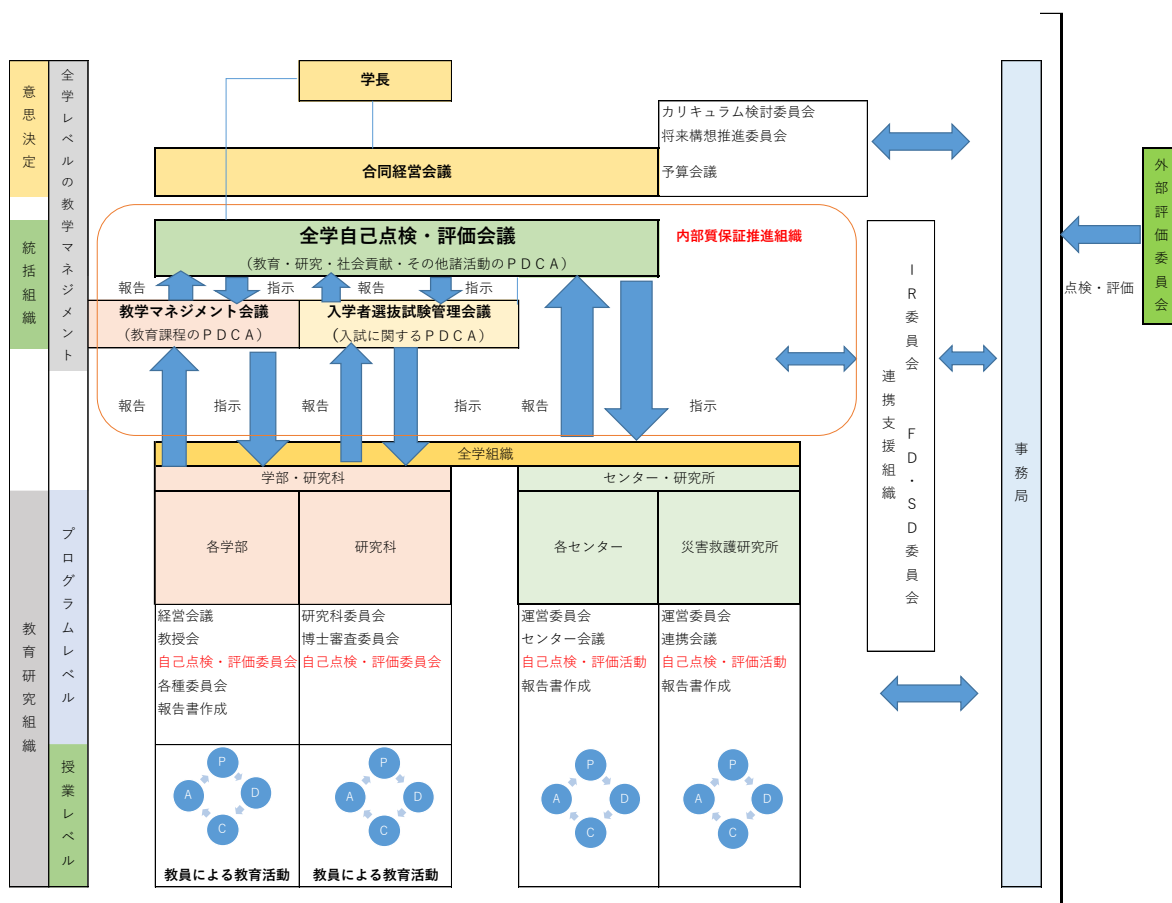 意思決定
統括組織
教育研究組織
全学レベルの教学マネジメント
プログラムレベル
授業レベル
学長
合同経営会議
カリキュラム検討委員会
将来構想推進委員会
予算会議
全学自己点検・評価会議
(教育・研究・社会貢献・その他諸活動のPDCA)
内部質保証推進組織
報告
指示
報告
指示
教学マネジメント会議
(教育課程のPDCA)
入学者選抜試験管理会議
(入試に関するPDCA)
報告
指示
報告
指示
報告
指示
全学組織
学部・研究科
センター・研究所
各学部
研究科
各センター
災害救護研究所
経営会議
教授会
自己点検・評価委員会
各種委員会
報告書作成
研究科委員会
博士審査委員会
自己点検・評価委員会
運営委員会
センター会議
自己点検・評価活動
報告書作成
運営委員会
連携会議
自己点検・評価活動
報告書作成
P
D
C
A
P
D
C
A
P
D
C
A
P
D
C
A
教員による教育活動
教員による教育活動
IR委員会 FD・SD委員会
連携支援組織
事務局
点検・評価
外部評価委員会